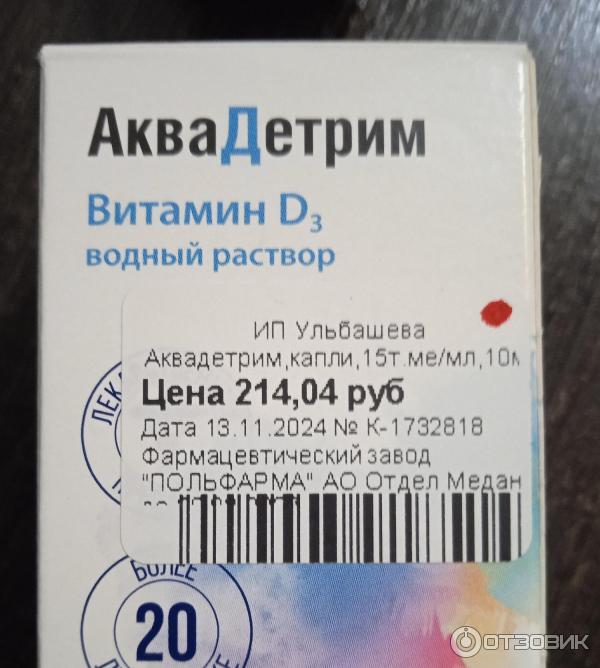 АкваДетрим
Витамин D₃
водный раствор
ИП Ульбашева
Аквадетрим,капли,15т.ме/мл,10м
Цена 214,04 руб
Дата 13.11.2024 № К-1732818
Фармацевтический завод
"ПОЛЬФАРМА" АО Отдел Медан
БОЛЕЕ
20
ОТЗОВИК